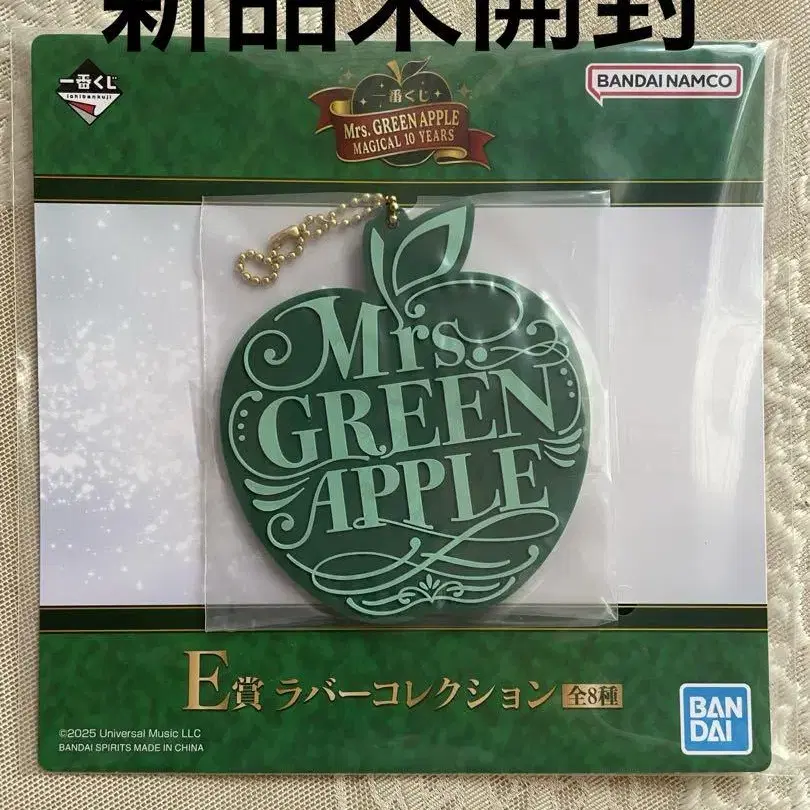 新品未開封
一番くじ
ichibankuji
一番くじ
Mrs. GREEN APPLE
MAGICAL 10 YEARS
BANDAI NAMCO
Mrs.
GREEN
APPLE
E賞 ラバーコレクション 全8種
©2025 Universal Music LLC
BANDAI SPIRITS MADE IN CHINA
BAN
DAI